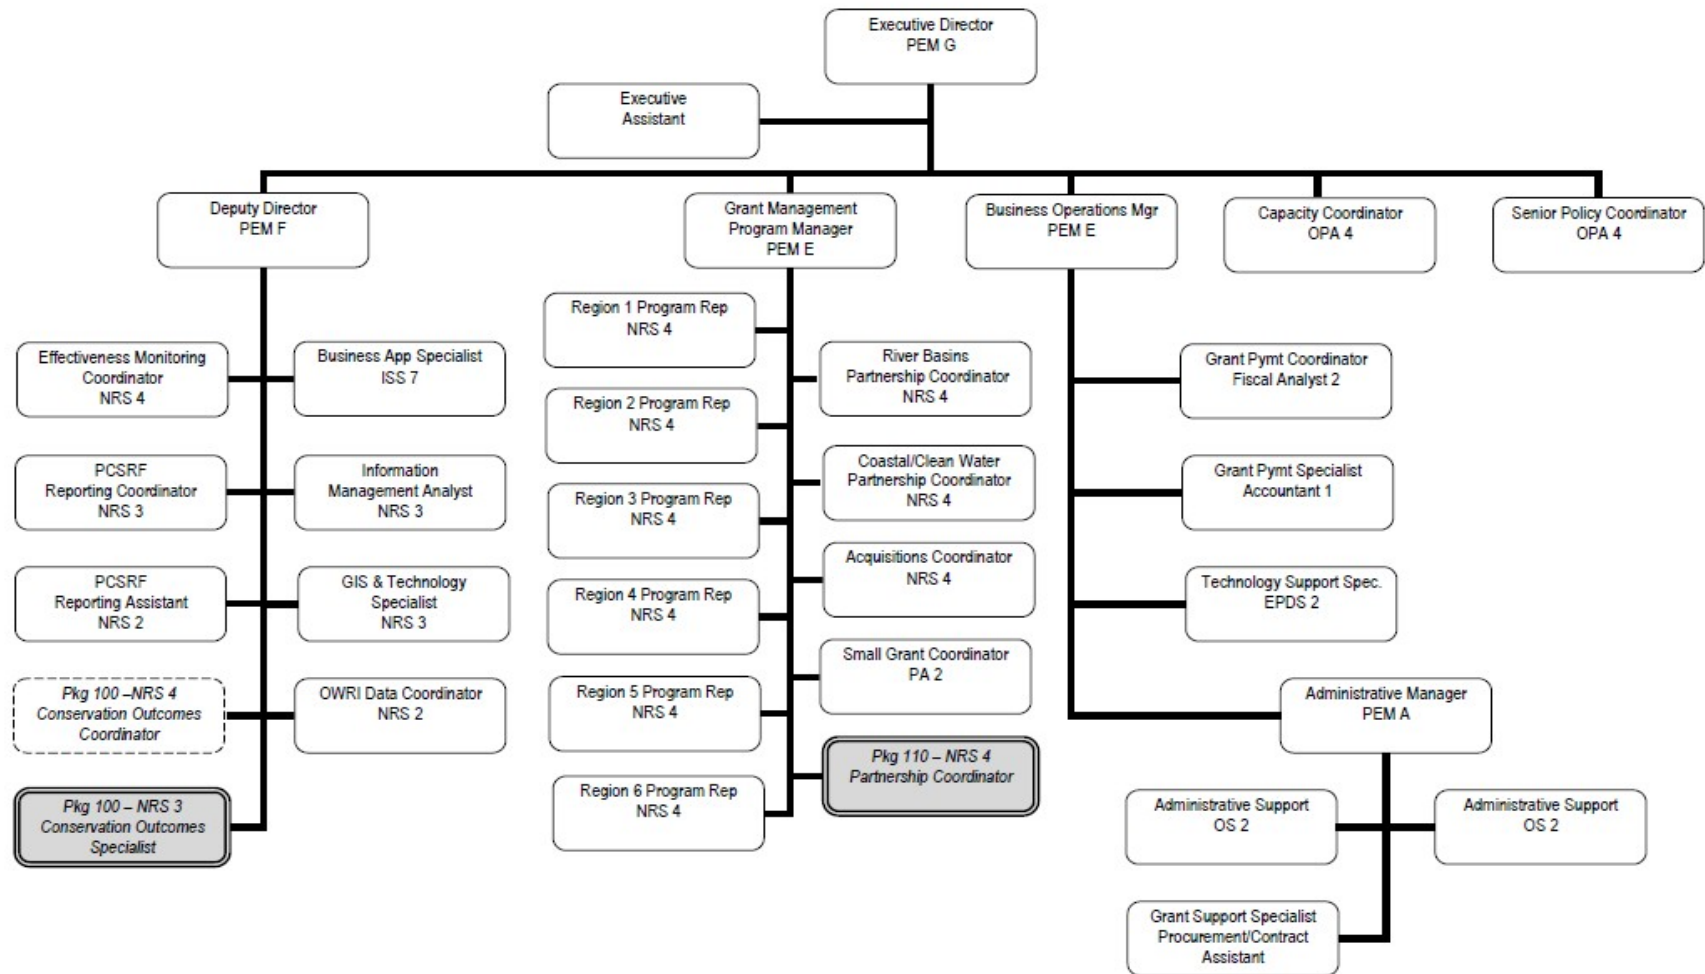 Executive Director
PEM G
Executive
Assistant
Deputy Director
PEM F
Grant Management
Program Manager
PEM E
Business Operations Mgr
PEM E
Capacity Coordinator
OPA 4
Senior Policy Coordinator
OPA 4
Effectiveness Monitoring
Coordinator
NRS 4
Business App Specialist
ISS 7
PCSRF
Reporting Coordinator
NRS 3
Information
Management Analyst
NRS 3
PCSRF
Reporting Assistant
NRS 2
GIS & Technology
Specialist
NRS 3
Pkg 100 –NRS 4
Conservation Outcomes
Coordinator
OWRI Data Coordinator
NRS 2
Pkg 100 – NRS 3
Conservation Outcomes
Specialist
Region 1 Program Rep
NRS 4
Region 2 Program Rep
NRS 4
Region 3 Program Rep
NRS 4
Region 4 Program Rep
NRS 4
Region 5 Program Rep
NRS 4
Region 6 Program Rep
NRS 4
River Basins
Partnership Coordinator
NRS 4
Coastal/Clean Water
Partnership Coordinator
NRS 4
Acquisitions Coordinator
NRS 4
Small Grant Coordinator
PA 2
Pkg 110 – NRS 4
Partnership Coordinator
Grant Pymt Coordinator
Fiscal Analyst 2
Grant Pymt Specialist
Accountant 1
Technology Support Spec.
EPDS 2
Administrative Manager
PEM A
Administrative Support
OS 2
Administrative Support
OS 2
Grant Support Specialist
Procurement/Contract
Assistant